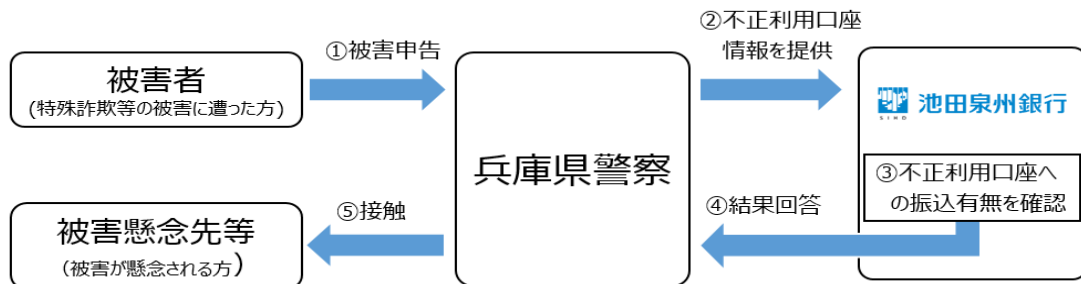 被害者
(特殊詐欺等の被害に遭った方)
①被害申告
兵庫県警察
②不正利用口座
情報を提供
SIHD
池田泉州銀行
③不正利用口座へ
の振込有無を確認
④結果回答
⑤接触
被害懸念先等
(被害が懸念される方)